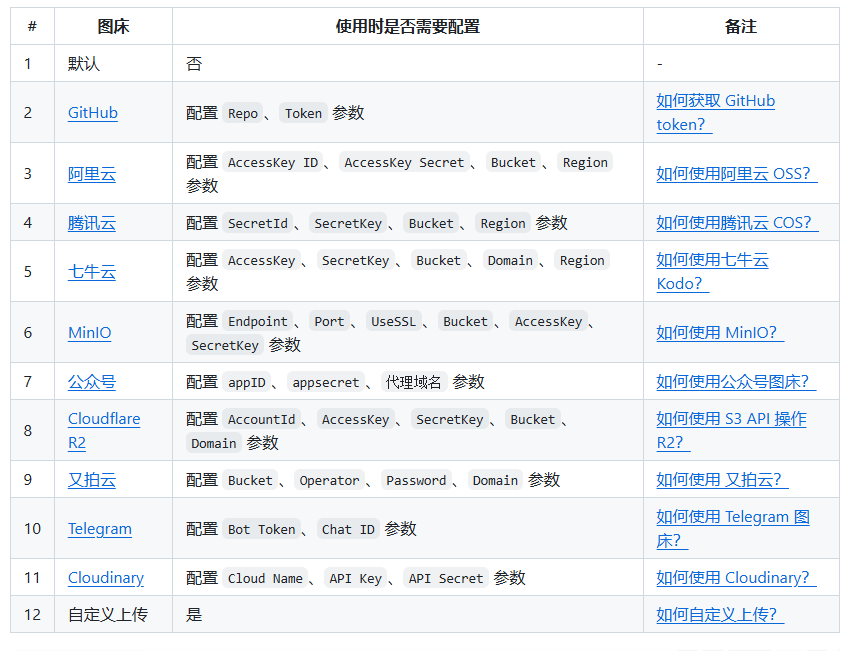 # 图床 使用时是否需要配置 备注
1 默认 否 -
2 GitHub 配置 Repo 、 Token 参数 如何获取 GitHub
token？
3 阿里云 配置 AccessKey ID 、 AccessKey Secret 、 Bucket 、 Region
参数 如何使用阿里云 OSS？
4 腾讯云 配置 SecretId 、 SecretKey 、 Bucket 、 Region 参数 如何使用腾讯云 COS？
5 七牛云 配置 AccessKey 、 SecretKey 、 Bucket 、 Domain 、 Region 如何使用七牛云
参数 Kodo？
6 MinIO 配置 Endpoint 、 Port 、 UseSSL 、 Bucket 、 AccessKey 、
SecretKey 参数 如何使用 MinIO？
7 公众号 配置 appID 、 appsecret 、 代理域名 参数 如何使用公众号图床？
8 Cloudflare 配置 AccountId 、 AccessKey 、 SecretKey 、 Bucket 、 如何使用 S3 API 操作
R2 Domain 参数 R2？
9 又拍云 配置 Bucket 、 Operator 、 Password 、 Domain 参数 如何使用 又拍云？
10 Telegram 配置 Bot Token 、 Chat ID 参数 如何使用 Telegram 图
床？
11 Cloudinary 配置 Cloud Name 、 API Key 、 API Secret 参数 如何使用 Cloudinary？
12 自定义上传 是 如何自定义上传？